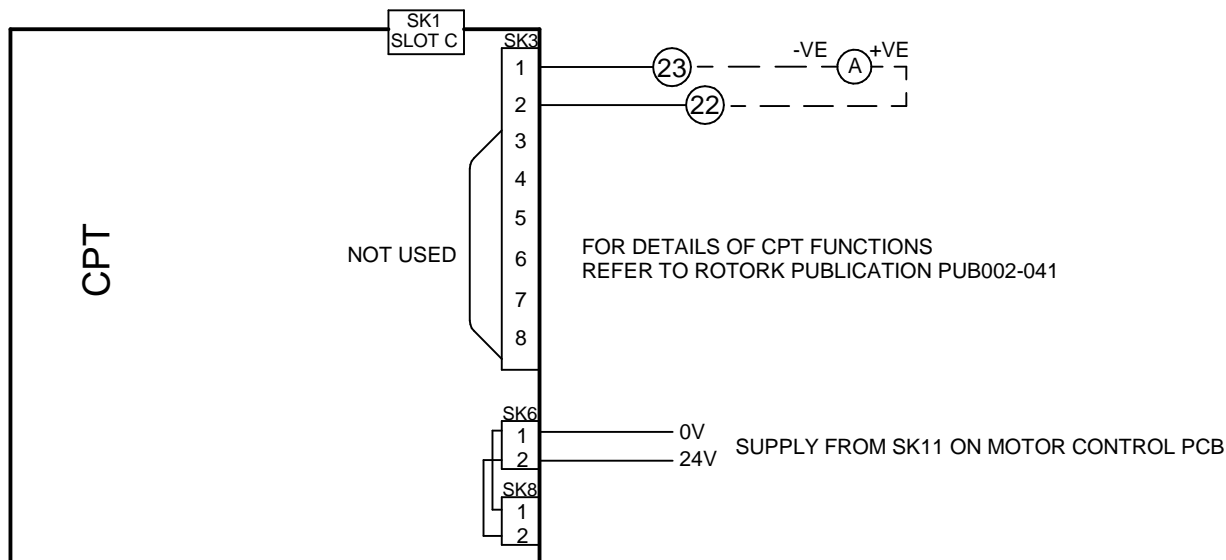 SK1
SLOT C
SK3
1
23
-VE
A
+VE
2
22
3
4
5
6
7
8
NOT USED
CPT
FOR DETAILS OF CPT FUNCTIONS
REFER TO ROTORK PUBLICATION PUB002-041
SK6
1
0V
2
24V
SUPPLY FROM SK11 ON MOTOR CONTROL PCB
SK8
1
2